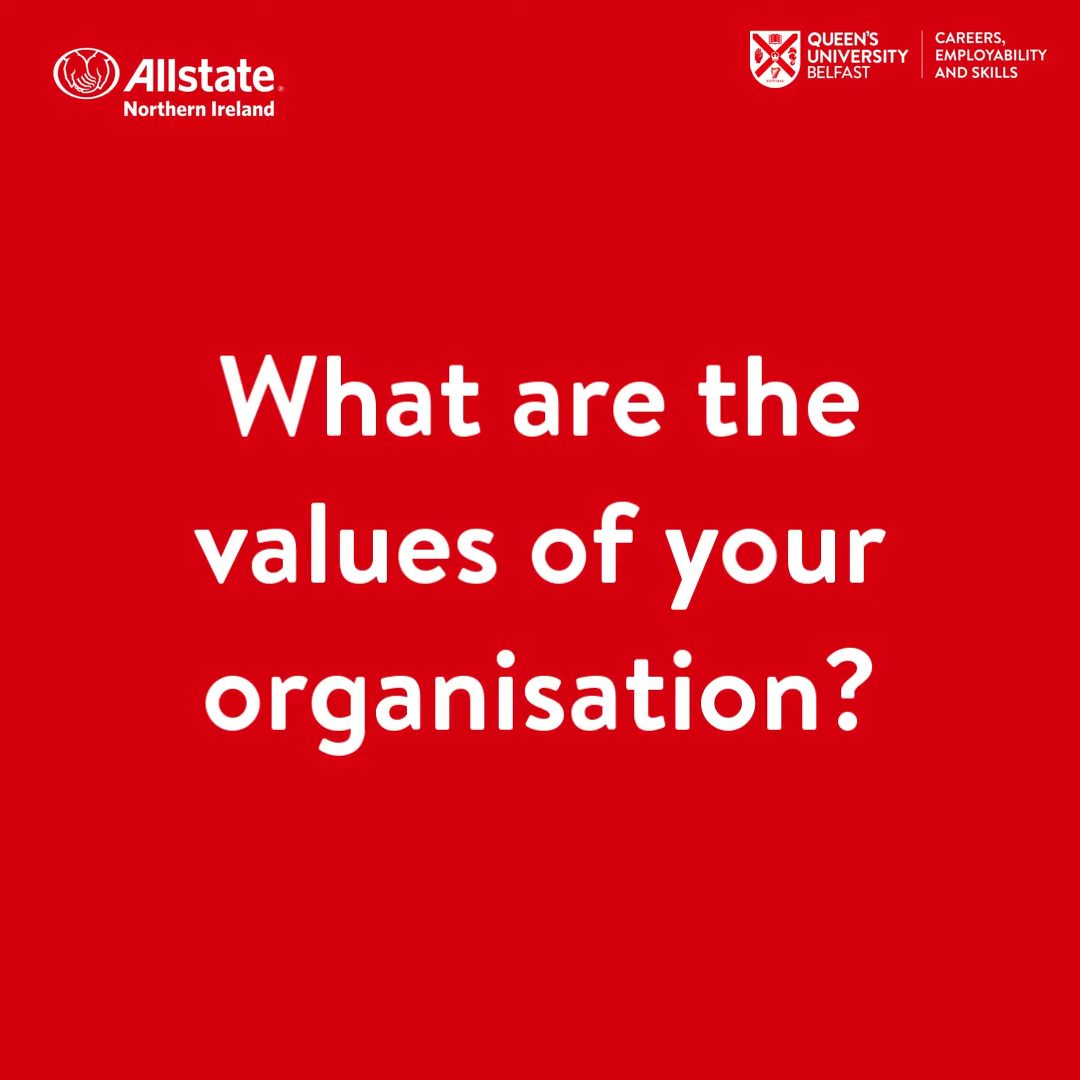 Allstate®
Northern Ireland
QUEEN'S
UNIVERSITY
BELFAST
CAREERS,
EMPLOYABILITY
AND SKILLS
What are the
values of your
organisation?